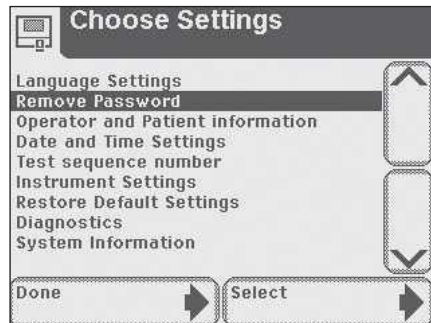 Choose Settings
Language Settings
Remove Password
Operator and Patient information
Date and Time Settings
Test sequence number
Instrument Settings
Restore Default Settings
Diagnostics
System Information
Done
Select